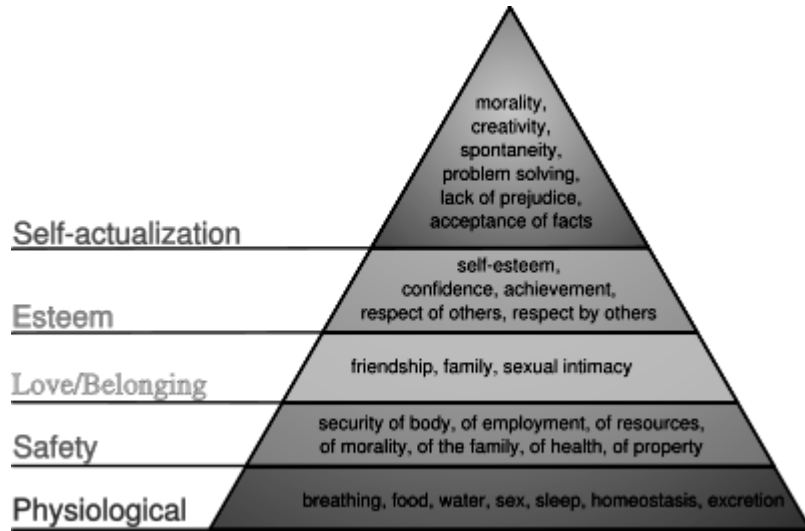 morality,
creativity,
spontaneity,
problem solving,
lack of prejudice,
acceptance of facts
Self-actualization
self-esteem,
confidence, achievement,
respect of others, respect by others
Esteem
friendship, family, sexual intimacy
Love/Belonging
security of body, of employment, of resources,
of morality, of the family, of health, of property
Safety
breathing, food, water, sex, sleep, homeostasis, excretion
Physiological